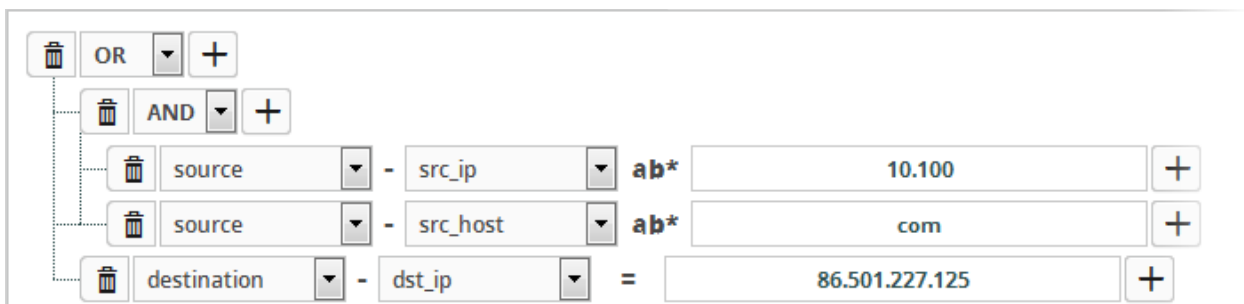 OR +
AND +
source - src_ip ab* 10.100 +
source - src_host ab* com +
destination - dst_ip = 86.501.227.125 +